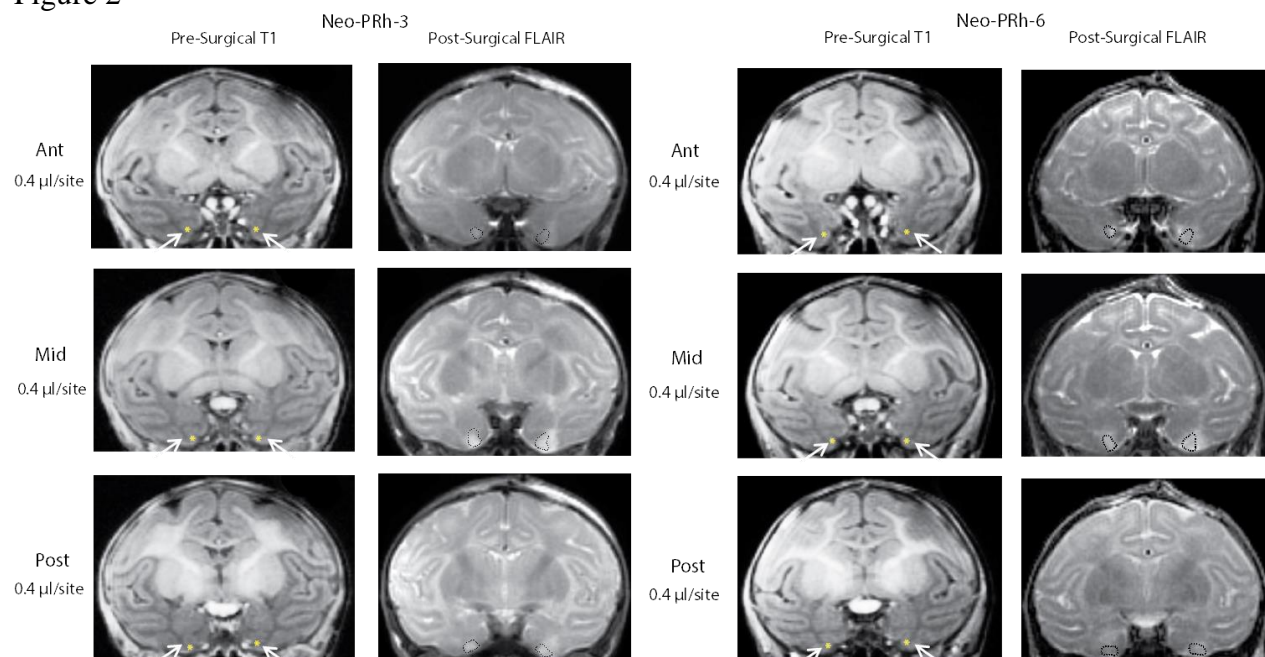 Figure 2
Neo-PRh-3
Neo-PRh-6
Pre-Surgical T1
Post-Surgical FLAIR
Pre-Surgical T1
Post-Surgical FLAIR
Ant
0.4 µl/site
Ant
0.4 µl/site
Mid
0.4 µl/site
Mid
0.4 µl/site
Post
0.4 µl/site
Post
0.4 µl/site